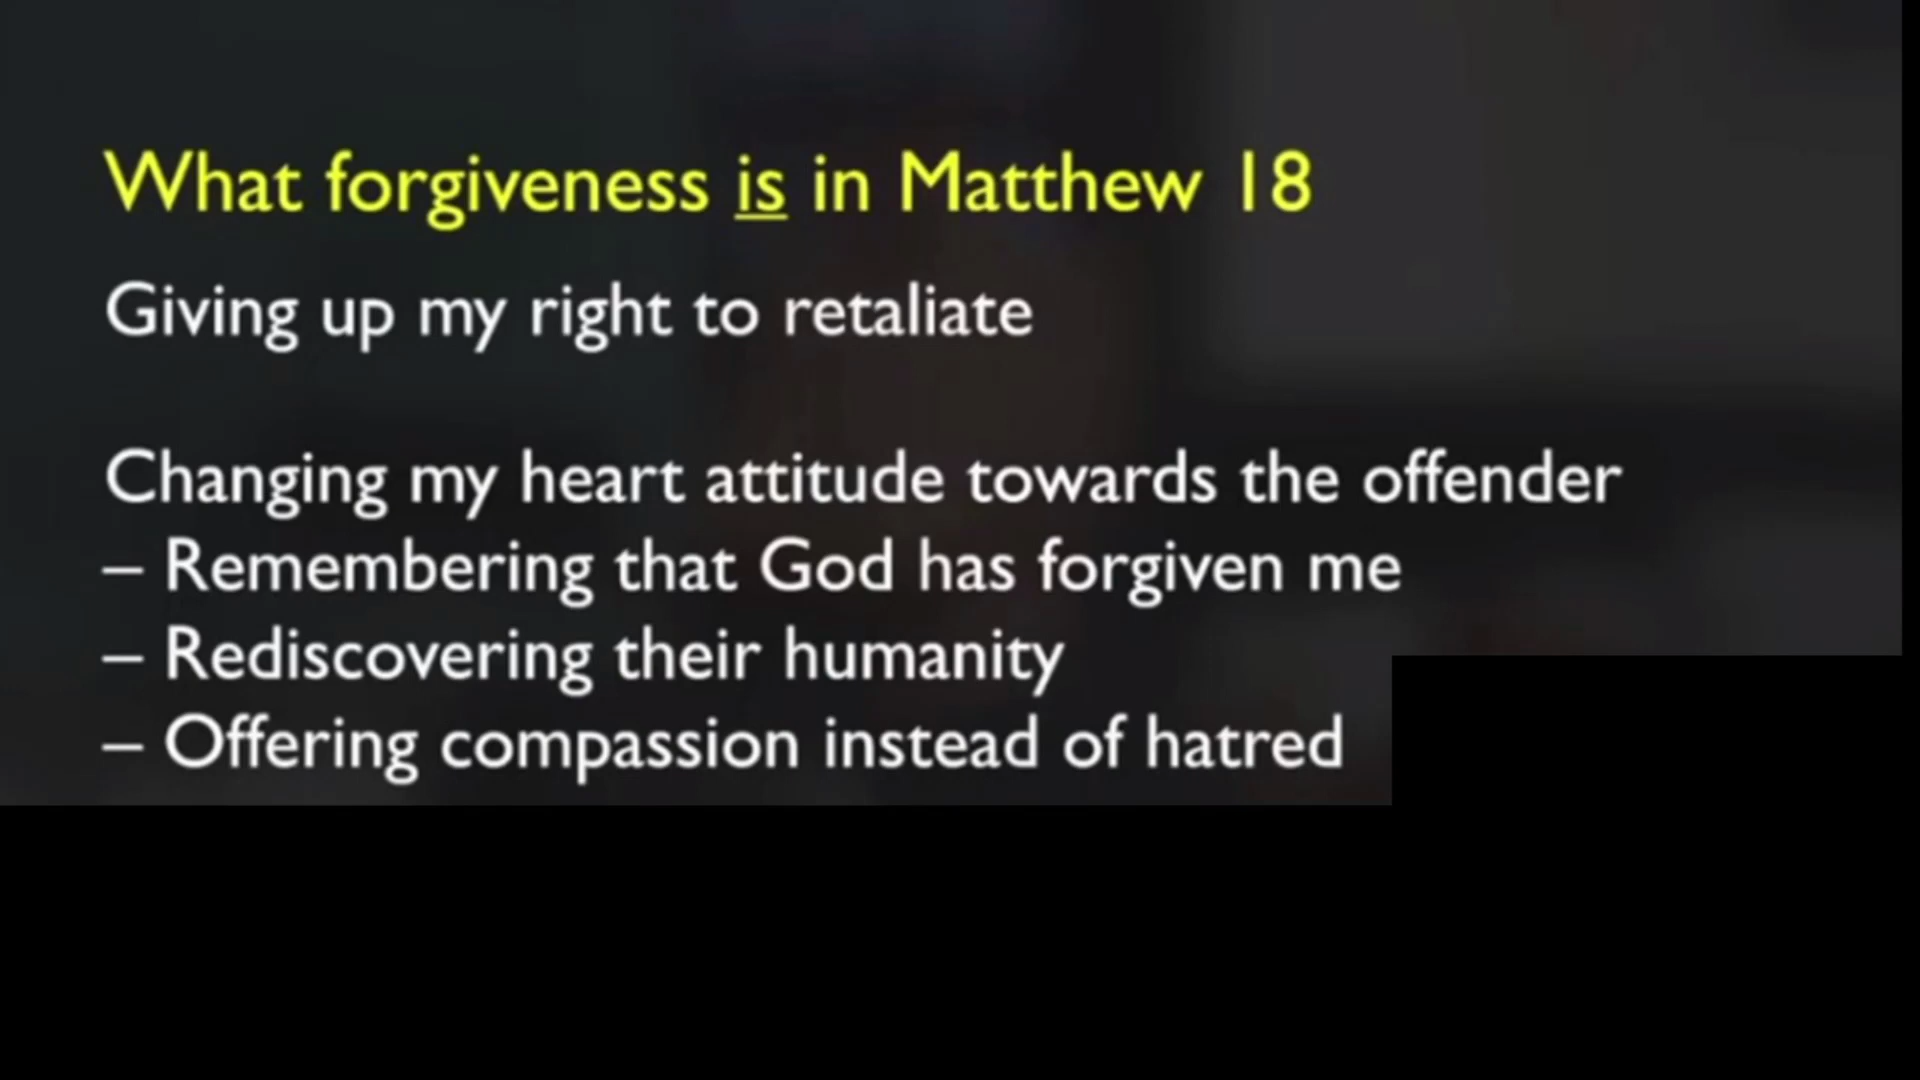 What forgiveness is in Matthew 18
Giving up my right to retaliate
Changing my heart attitude towards the offender
– Remembering that God has forgiven me
– Rediscovering their humanity
– Offering compassion instead of hatred